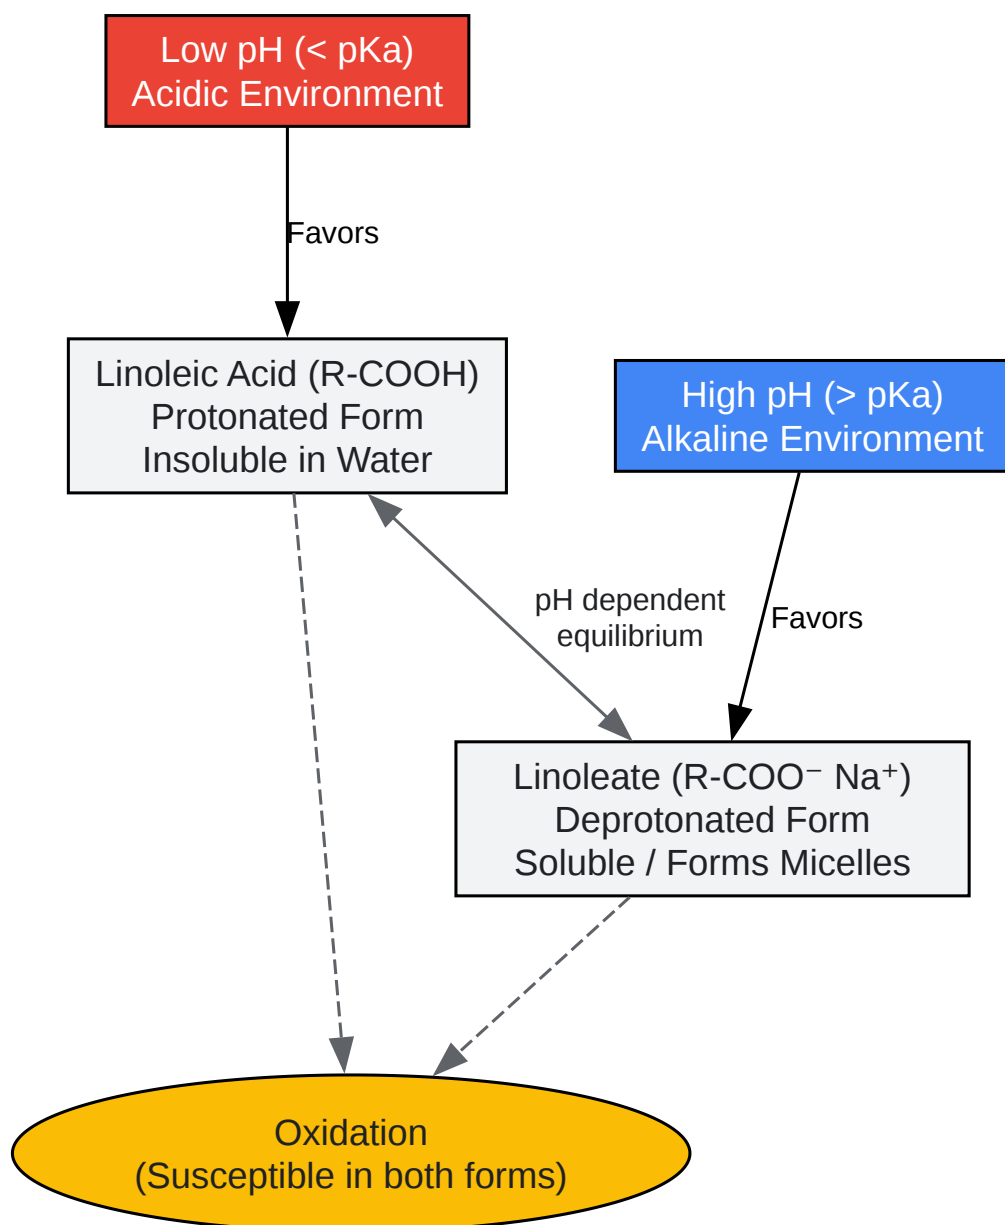 Low pH (< pKa)
Acidic Environment
Favors
Linoleic Acid (R-COOH)
Protonated Form
Insoluble in Water
High pH (> pKa)
Alkaline Environment
pH dependent
equilibrium
Favors
Linoleate (R-COO⁻ Na⁺)
Deprotonated Form
Soluble / Forms Micelles
Oxidation
(Susceptible in both forms)